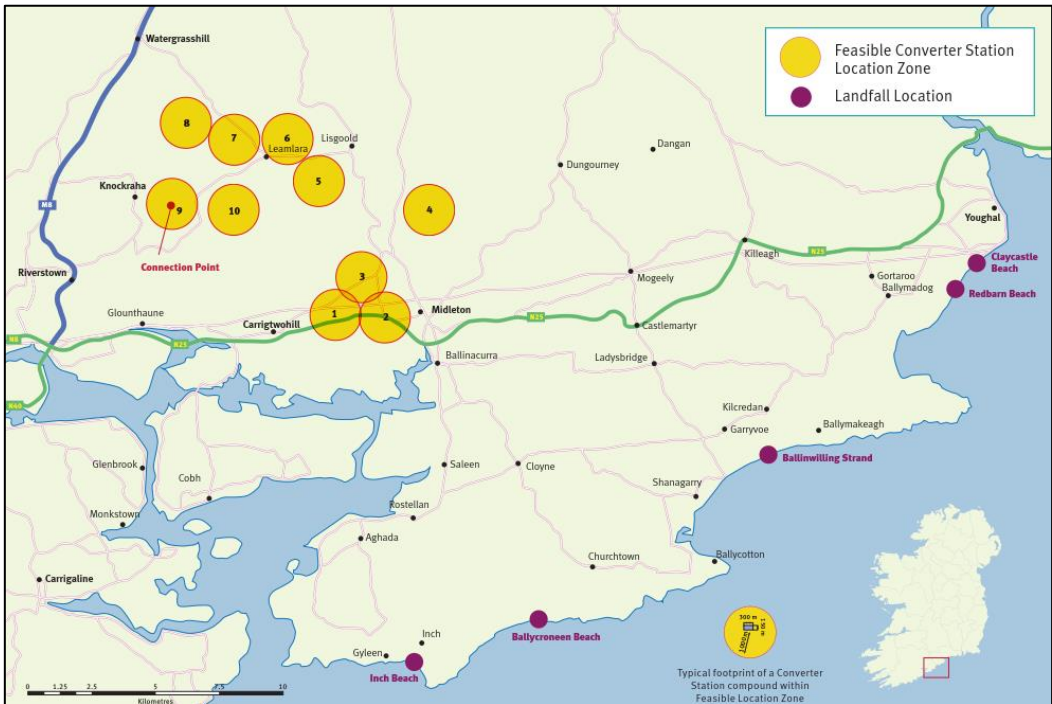 Watergrasshill
Feasible Converter Station
Location Zone
Landfall Location
8
7
6
Lisgoold
Leamlara
Dangan
Dungourney
5
Knockraha
9
10
4
M8
Connection Point
Youghal
Killeagh
N25
Claycastle
Beach
Riverstown
3
Mogeely
Gortaroo
Ballymadog
Redbarn Beach
Glounthaune
Carrigtwohill
1
2
Midleton
N25
Castlemartyr
N8
N25
Ballinacurra
Ladysbridge
N40
Kilcredan
Garryvoe
Ballymakeagh
Glenbrook
Cobh
Saleen
Cloyne
Ballinwilling Strand
Shanagarry
Monkstown
Rostellan
Aghada
Churchtown
Ballycotton
Carrigaline
Ballycroneen Beach
300 m
150 m
Inch
Gyleen
Inch Beach
Typical footprint of a Converter
Station compound within
Feasible Location Zone
0 1.25 2.5 5 7.5 10
Kilometres